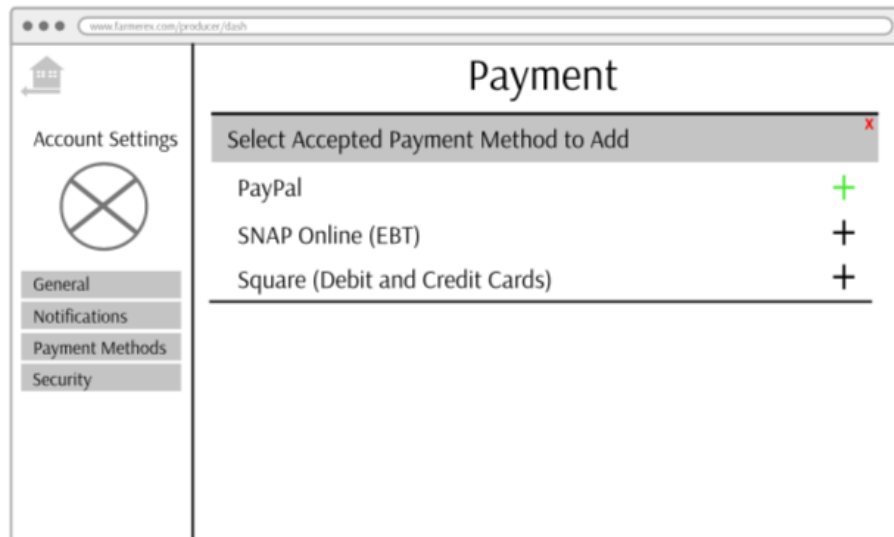 www.farmerex.com/producer/dash
Payment
Account Settings
General
Notifications
Payment Methods
Security
Select Accepted Payment Method to Add
X
PayPal
+
SNAP Online (EBT)
+
Square (Debit and Credit Cards)
+